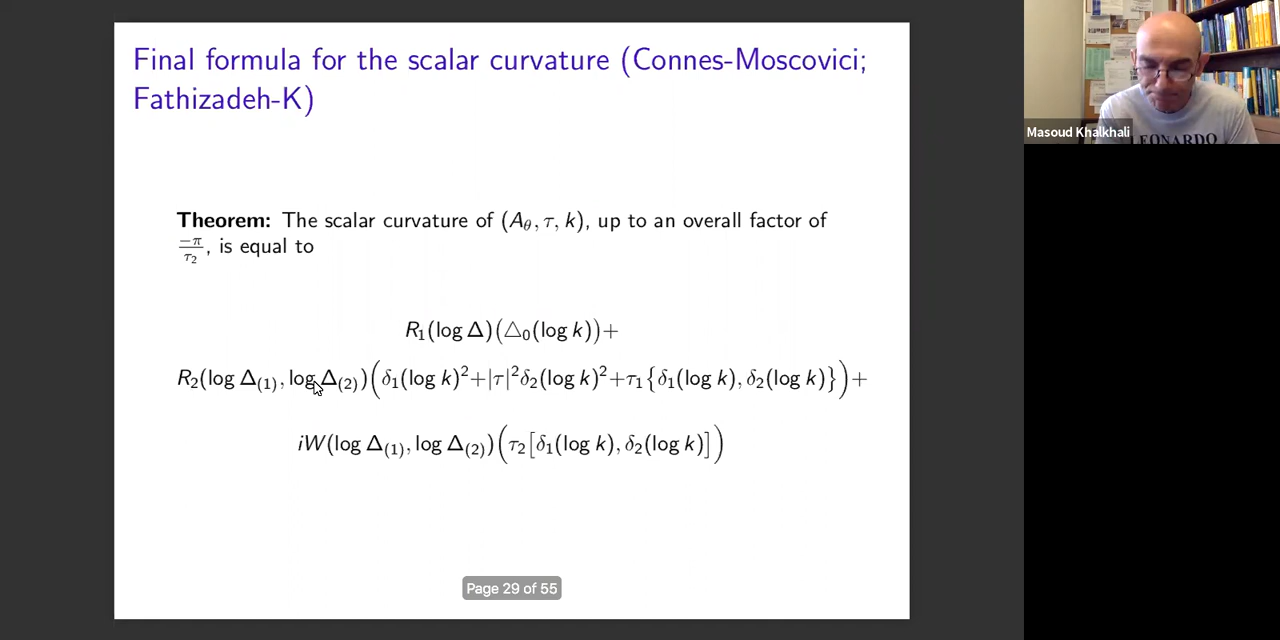 Final formula for the scalar curvature (Connes-Moscovici;
Fathizadeh-K)
Theorem: The scalar curvature of (A_θ, τ, k), up to an overall factor of
−π/τ₂, is equal to
R₁(log Δ)(△₀(log k))+
R₂(log Δ₍₁₎, log Δ₍₂₎)(δ₁(log k)²+|τ|²δ₂(log k)²+τ₁{δ₁(log k), δ₂(log k)})+
iW(log Δ₍₁₎, log Δ₍₂₎)(τ₂[δ₁(log k), δ₂(log k)])
Page 29 of 55
Masoud Khalkhali
LEONARDO